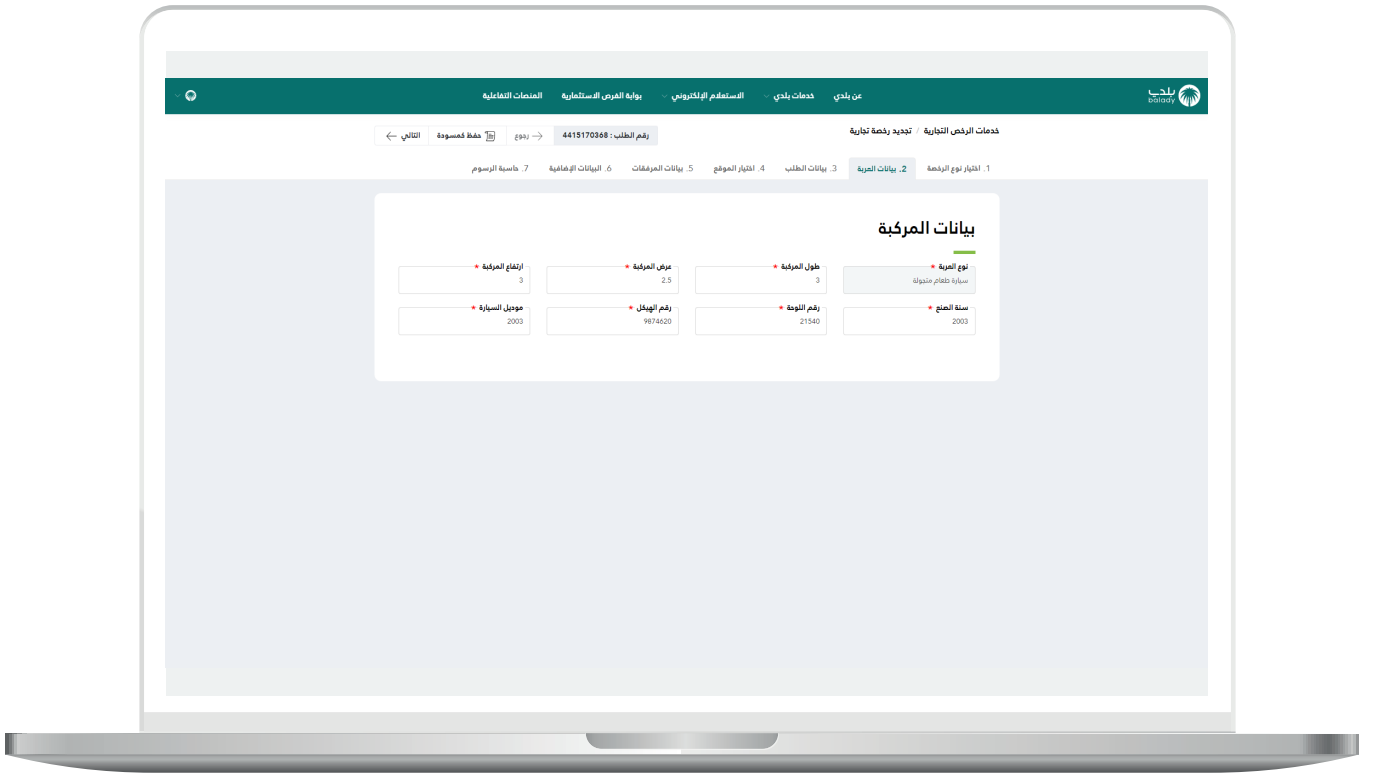 بلدي
balady
عن بلدي
خدمات بلدي
الاستعلام الإلكتروني
بوابة الفرص الاستثمارية
المنصات التفاعلية
خدمات الرخص التجارية / تجديد رخصة تجارية
رقم الطلب : 4415170368
رجوع
حفظ كمسودة
التالي
1. اختيار نوع الرخصة
2. بيانات العربة
3. بيانات الطلب
4. اختيار الموقع
5. بيانات المرفقات
6. البيانات الإضافية
7. حاسبة الرسوم
بيانات المركبة
نوع العربة *
سيارة طعام متجولة
طول المركبة *
3
عرض المركبة *
2.5
ارتفاع المركبة *
3
سنة الصنع *
2003
رقم اللوحة *
21540
رقم الهيكل *
9874620
موديل السيارة *
2003